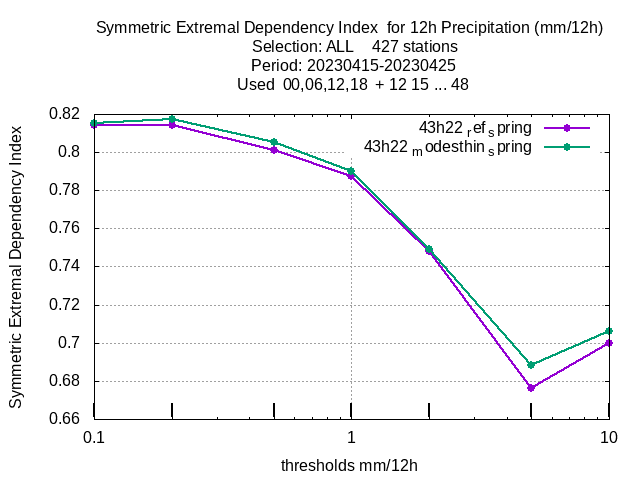 Symmetric Extremal Dependency Index  for 12h Precipitation (mm/12h)
Selection: ALL    427 stations
Period: 20230415-20230425
Used  00,06,12,18  + 12 15 ... 48
43h22 ref spring
43h22 modesthin spring
Symmetric Extremal Dependency Index
0.82
0.8
0.78
0.76
0.74
0.72
0.7
0.68
0.66
0.1 1 10
thresholds mm/12h